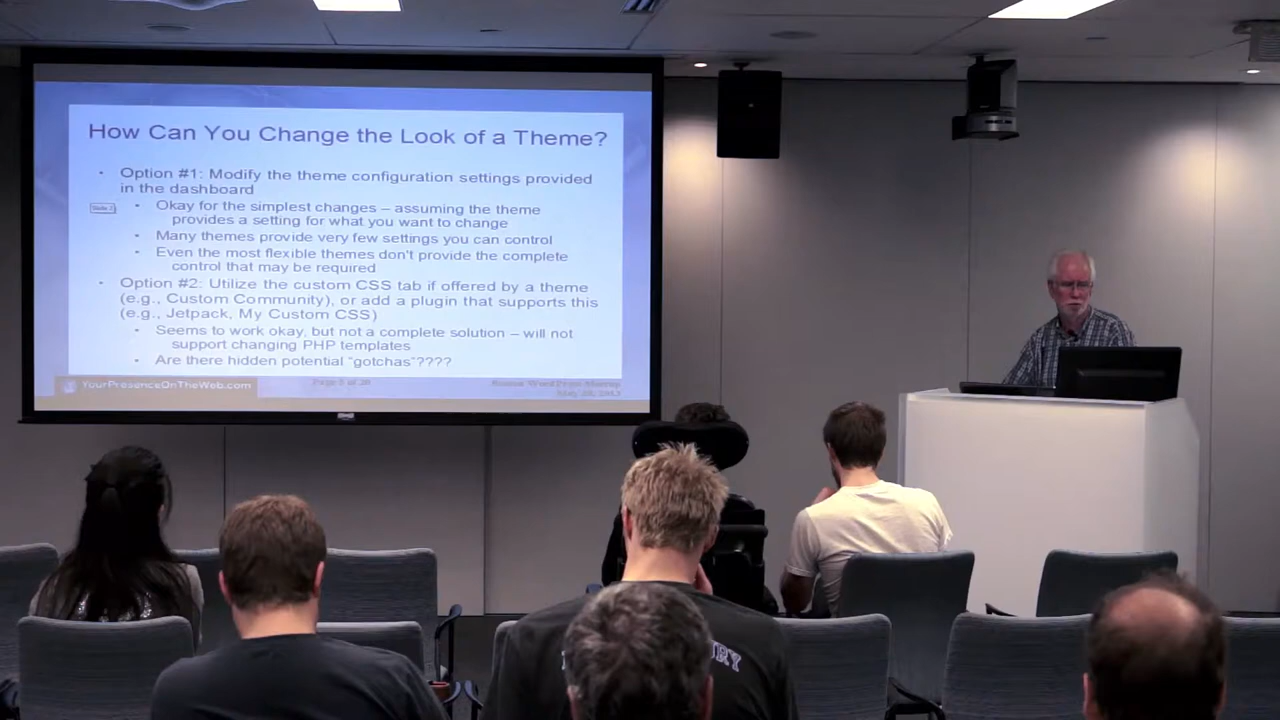 How Can You Change the Look of a Theme?
• Option #1: Modify the theme configuration settings provided
in the dashboard
• Okay for the simplest changes – assuming the theme
provides a setting for what you want to change
• Many themes provide very few settings you can control
• Even the most flexible themes don't provide the complete
control that may be required
• Option #2: Utilize the custom CSS tab if offered by a theme
(e.g., Custom Community), or add a plugin that supports this
(e.g., Jetpack, My Custom CSS)
• Seems to work okay, but not a complete solution – will not
support changing PHP templates
• Are there hidden potential "gotchas"????
YourPresenceOnTheWeb.com